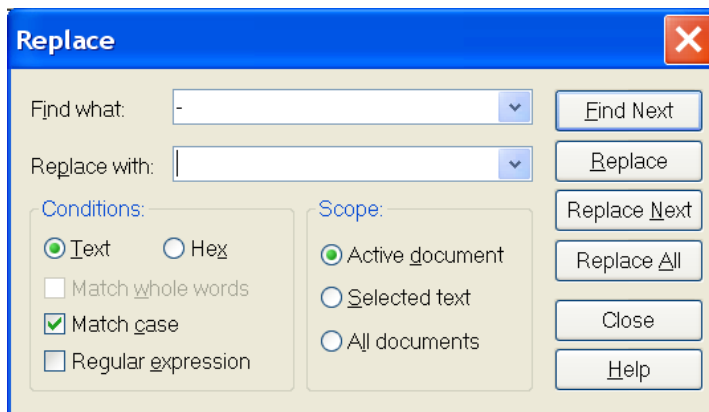 Replace
Find what: -
Replace with:
Find Next
Replace
Replace Next
Replace All
Close
Help
Conditions:
Text Hex
Match whole words
Match case
Regular expression
Scope:
Active document
Selected text
All documents